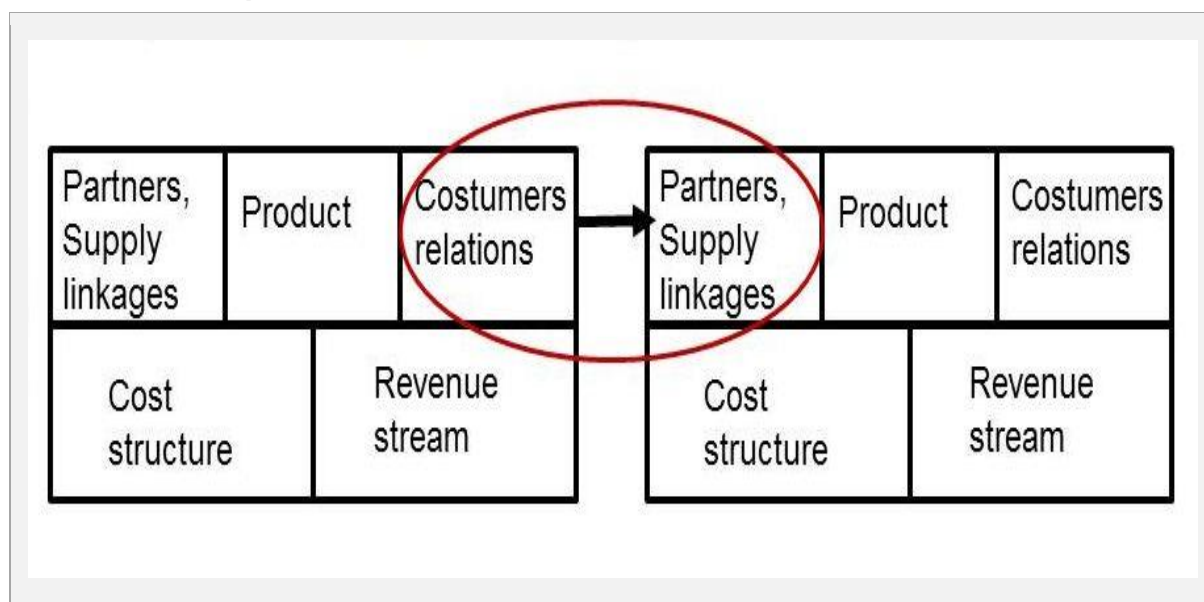 Partners,
Supply
linkages
Product
Costumers
relations
Cost
structure
Revenue
stream
Partners,
Supply
linkages
Product
Costumers
relations
Cost
structure
Revenue
stream